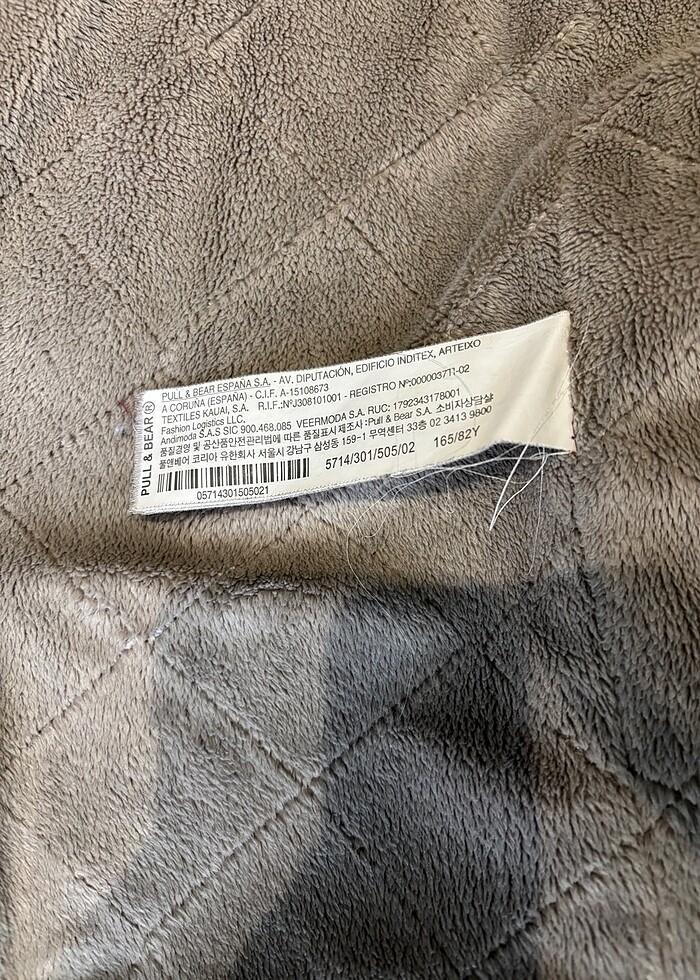 PULL & BEAR ®
PULL & BEAR ESPAÑA S.A. - AV. DIPUTACIÓN, EDIFICIO INDITEX, ARTEIXO
A CORUÑA (ESPAÑA) - C.I.F. A-15108673
TEXTILES KAUAI, S.A. R.I.F.:NºJ308101001 - REGISTRO Nº:000003711-02
Fashion Logistics LLC.
Andimoda S.A.S SIC 900.468.085 VEERMODA S.A. RUC: 1792343178001
품질경영 및 공산품안전관리법에 따른 품질표시제조사:Pull & Bear S.A. 소비자상담실
풀앤베어 코리아 유한회사 서울시 강남구 삼성동 159-1 무역센터 33층 02 3413 9800
05714301505021
5714/301/505/02 165/82Y